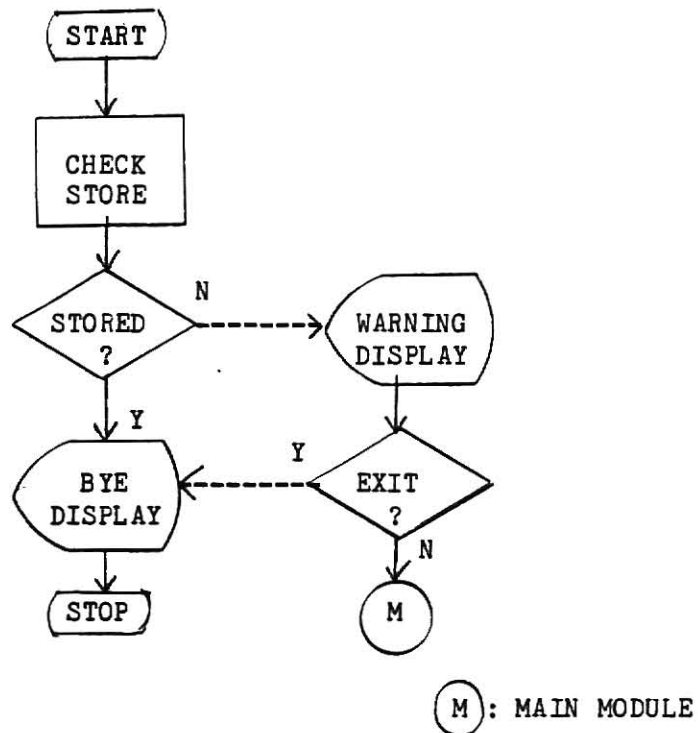 START
CHECK
STORE
STORED
?
N
WARNING
DISPLAY
Y
Y
BYE
DISPLAY
EXIT
?
N
STOP
M
M : MAIN MODULE